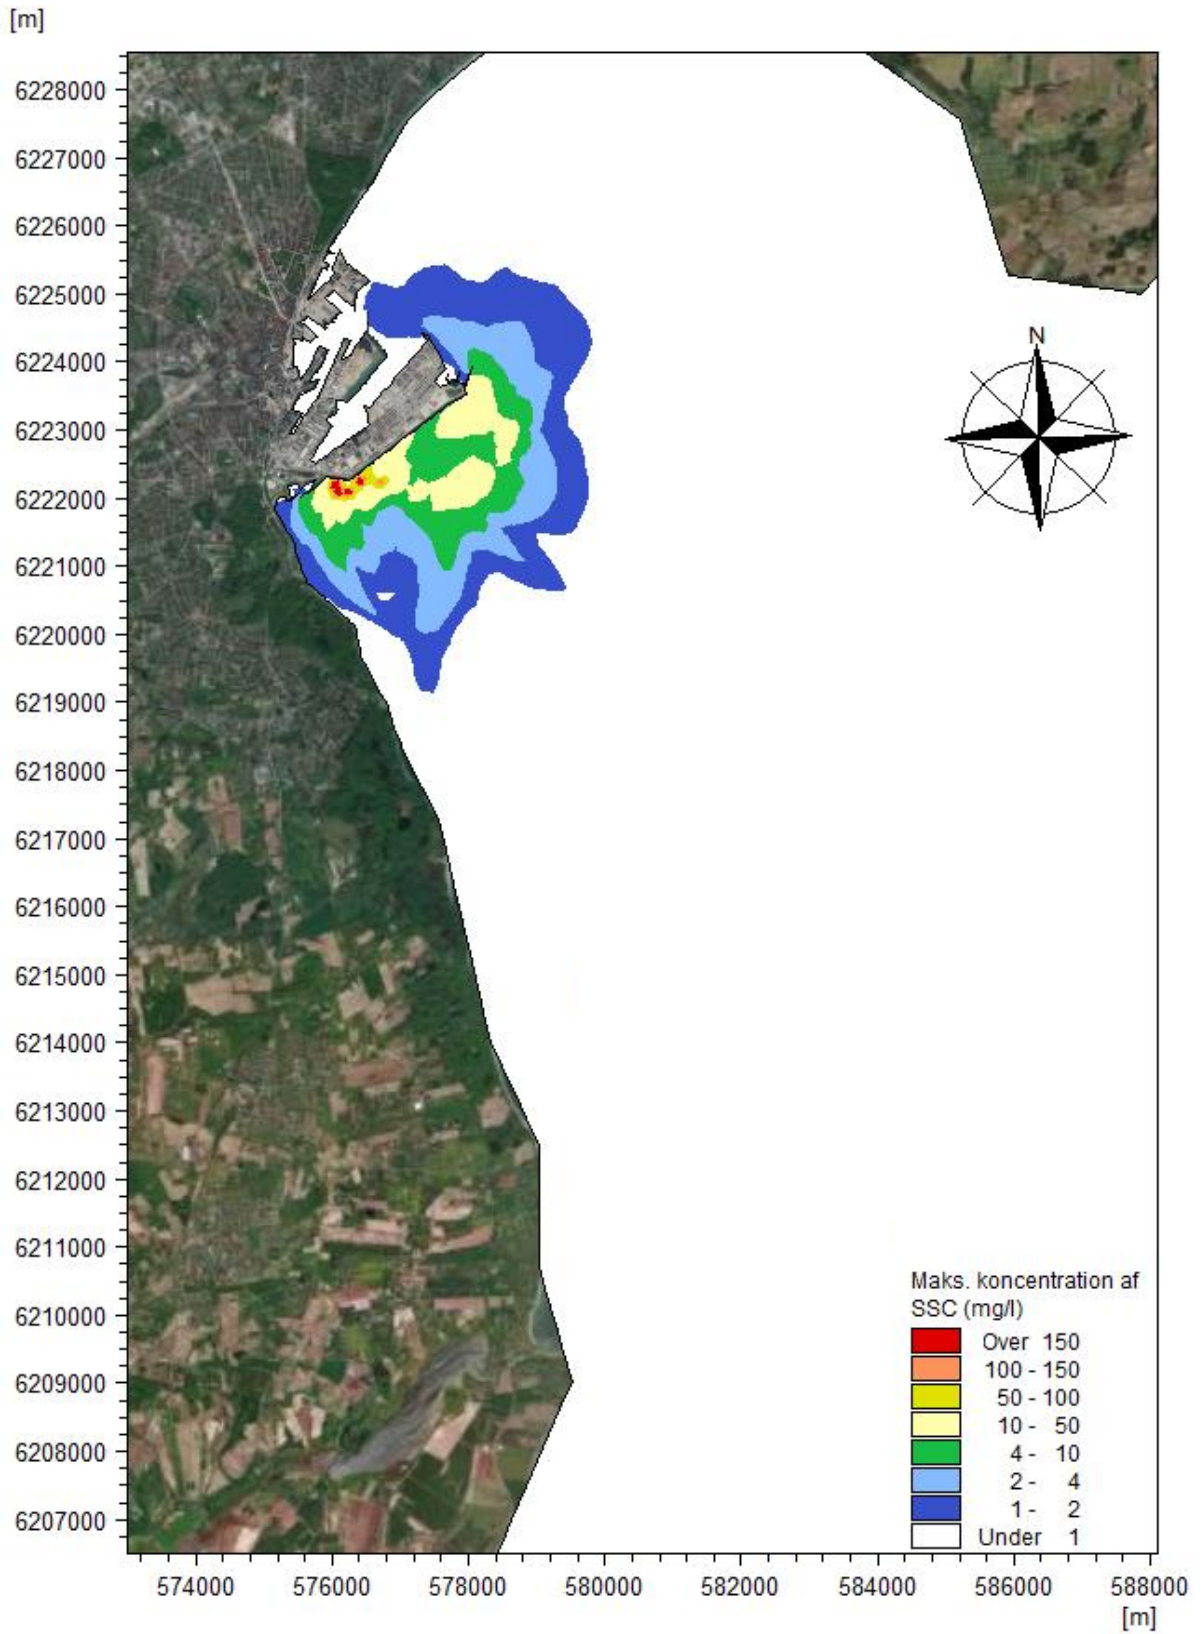 [m]
6228000
6227000
6226000
6225000
6224000
6223000
6222000
6221000
6220000
6219000
6218000
6217000
6216000
6215000
6214000
6213000
6212000
6211000
6210000
6209000
6208000
6207000
N
Maks. koncentration af
SSC (mg/l)
Over 150
100 - 150
50 - 100
10 - 50
4 - 10
2 - 4
1 - 2
Under 1
574000 576000 578000 580000 582000 584000 586000 588000
[m]